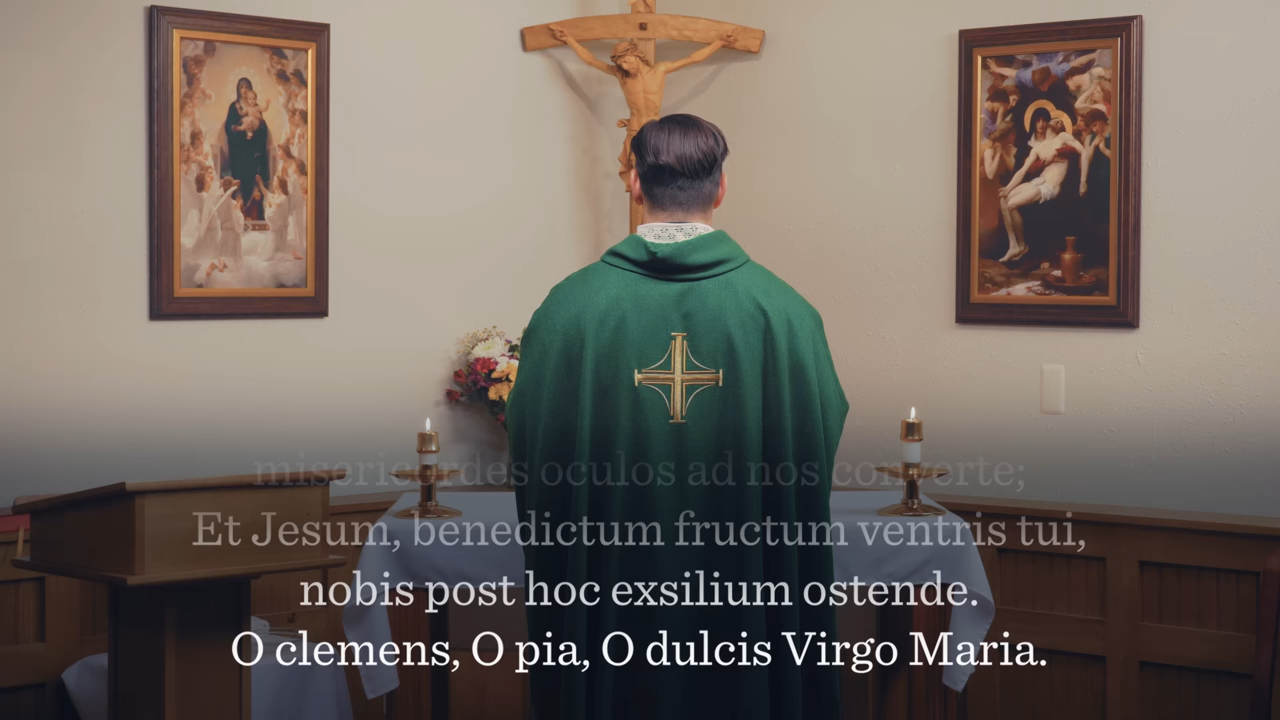 misericordes oculos ad nos converte;
Et Jesum, benedictum fructum ventris tui,
nobis post hoc exsilium ostende.
O clemens, O pia, O dulcis Virgo Maria.